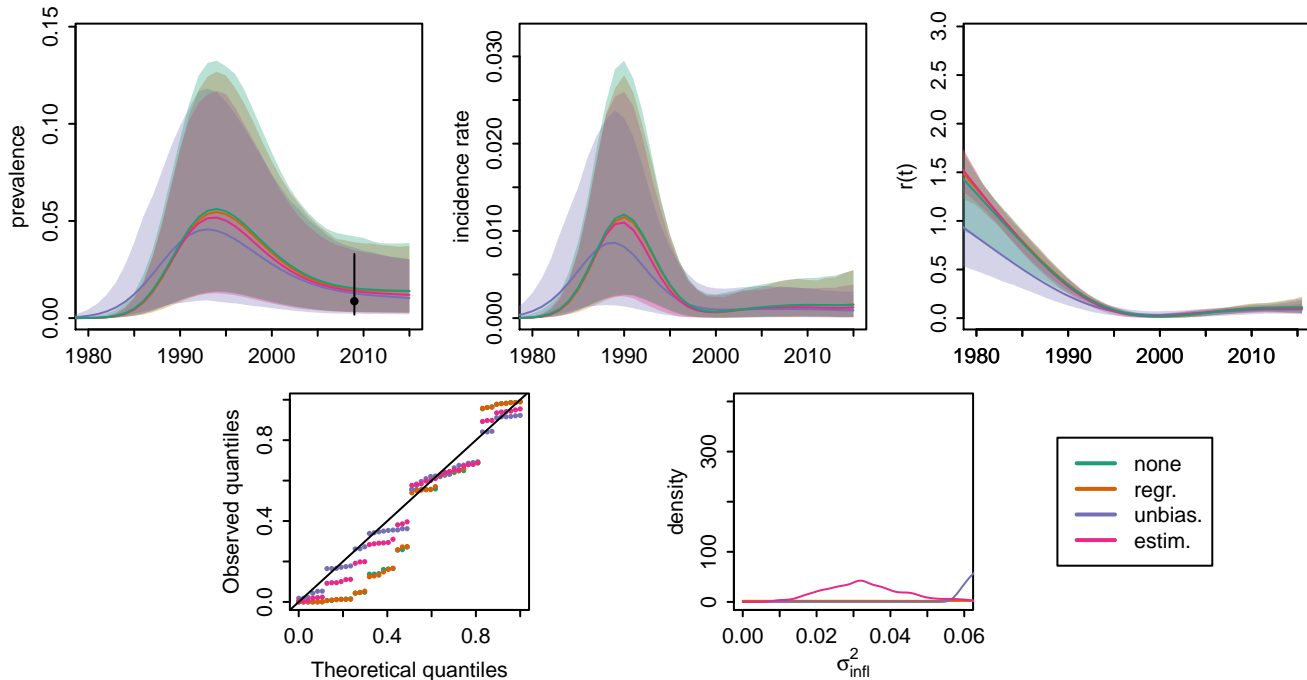 prevalence
0.00 0.05 0.10 0.15
1980 1990 2000 2010
incidence rate
0.000 0.010 0.020 0.030
1980 1990 2000 2010
r(t)
0.0 0.5 1.0 1.5 2.0 2.5 3.0
1980 1990 2000 2010
Observed quantiles
0.0 0.4 0.8
0.0 0.4 0.8
Theoretical quantiles
density
0 100 300
0.00 0.02 0.04 0.06
σ²infl
none
regr.
unbias.
estim.